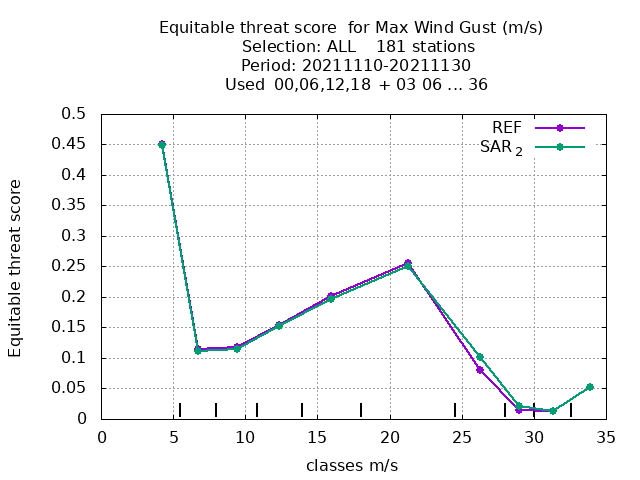 Equitable threat score  for Max Wind Gust (m/s)
Selection: ALL    181 stations
Period: 20211110-20211130
Used  00,06,12,18  + 03 06 ... 36
REF
SAR 2
0.5
0.45
0.4
0.35
0.3
0.25
0.2
0.15
0.1
0.05
0
Equitable threat score
0 5 10 15 20 25 30 35
classes m/s